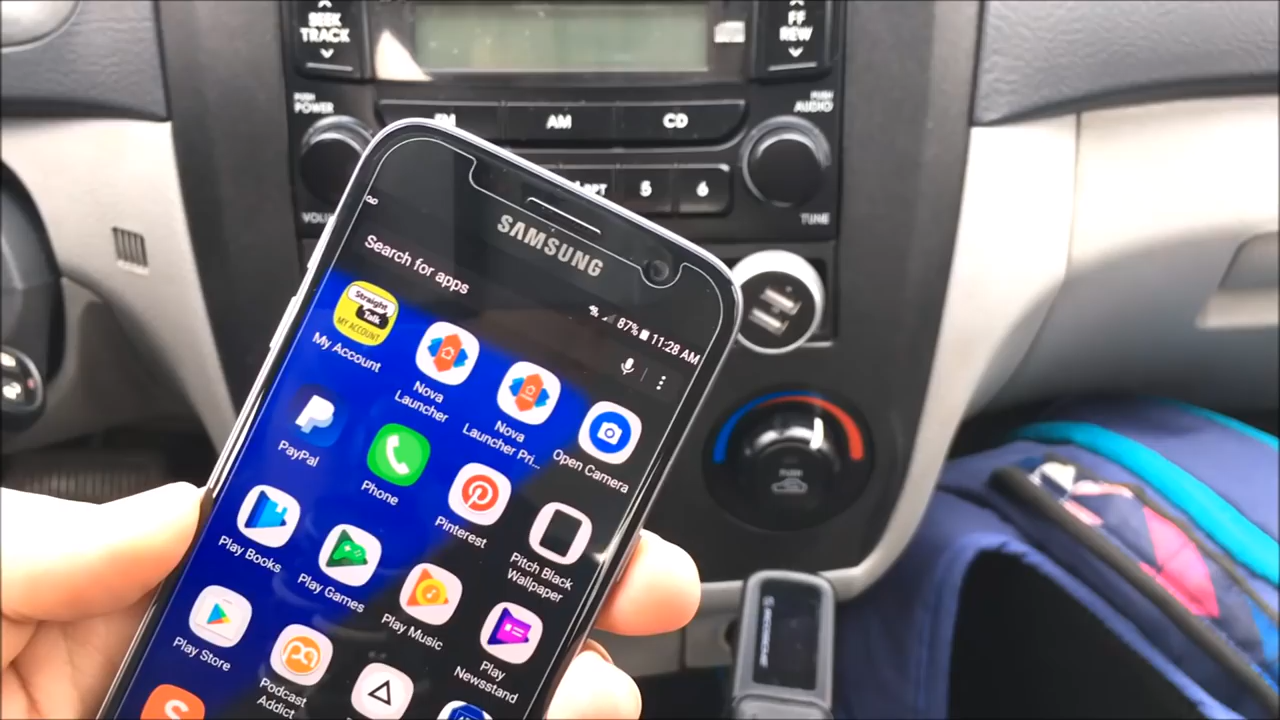 SEEK
TRACK
FF
REW
PUSH
POWER
PUSH
AUDIO
FM
AM
CD
5
6
TUNE
SAMSUNG
Search for apps
87%
11:28 AM
Straight
Talk
MY ACCOUNT
My Account
Nova
Launcher
Nova
Launcher Pri...
Open Camera
PayPal
Phone
Pinterest
Pitch Black
Wallpaper
Play Books
Play Games
Play Music
Play
Newsstand
Play Store
Podcast
Addict
PUSH